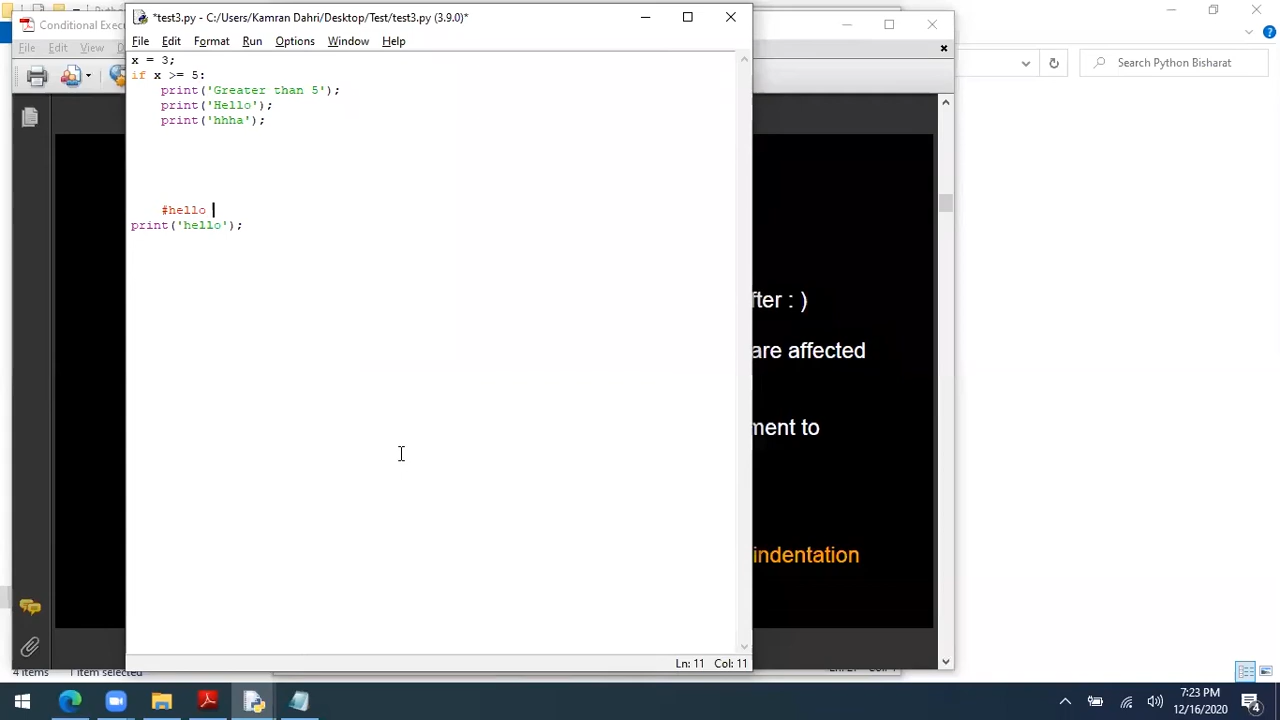 *test3.py - C:/Users/Kamran Dahri/Desktop/Test/test3.py (3.9.0)*
Conditional Exec
File Edit View
File Edit Format Run Options Window Help
Search Python Bisharat
x = 3;
if x >= 5:
print('Greater than 5');
print('Hello');
print('hhha');
#hello
print('hello');
fter : )
are affected
ment to
indentation
Ln: 11 Col: 11
4 items
1 item selected
7:23 PM
12/16/2020
4